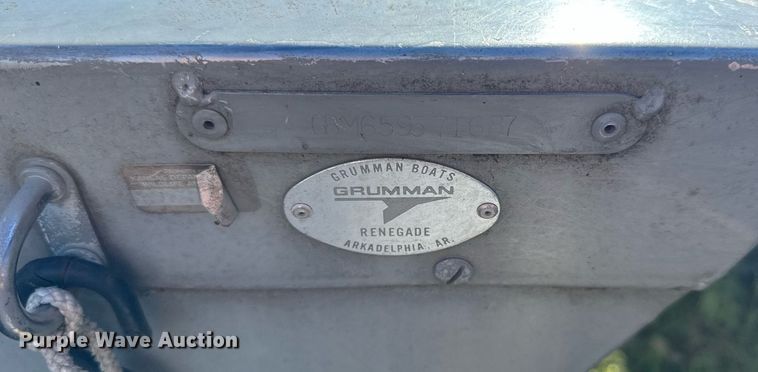 GRUMMAN BOATS
GRUMMAN
RENEGADE
ARKADELPHIA, AR.
Purple Wave Auction